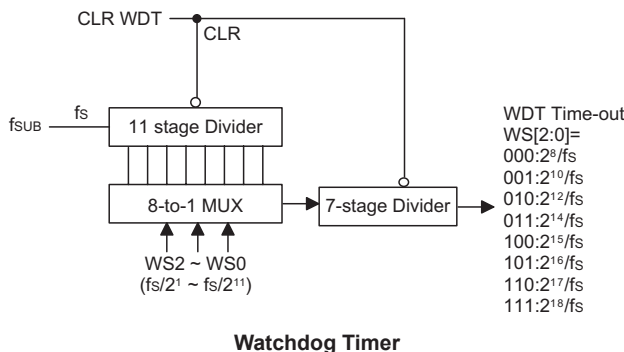 CLR WDT
CLR
fSUB
fS
11 stage Divider
8-to-1 MUX
7-stage Divider
WS2 ~ WS0
(fS/2¹ ~ fS/2¹¹)
WDT Time-out
WS[2:0]=
000:2⁸/fS
001:2¹⁰/fS
010:2¹²/fS
011:2¹⁴/fS
100:2¹⁵/fS
101:2¹⁶/fS
110:2¹⁷/fS
111:2¹⁸/fS
Watchdog Timer